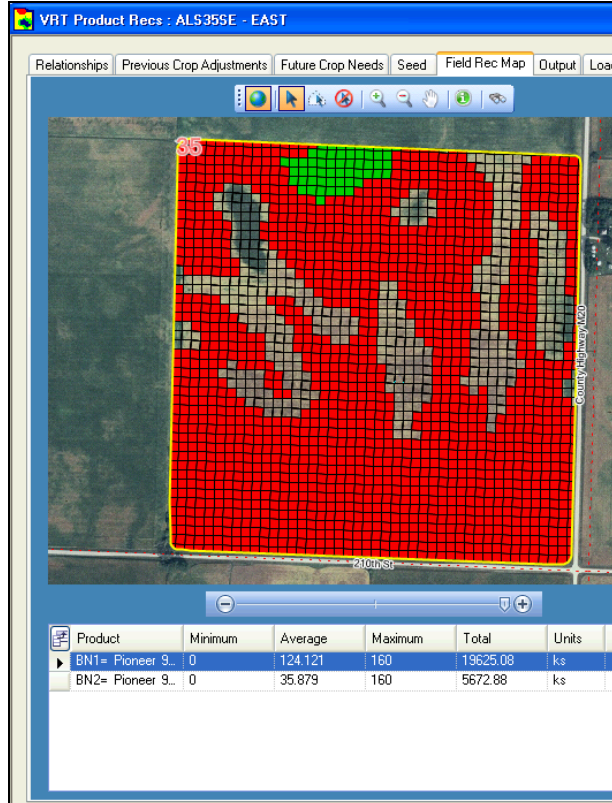 VRT Product Recs : ALS35SE - EAST
Relationships Previous Crop Adjustments Future Crop Needs Seed Field Rec Map Output Loa
35
County Highway M20
210th St
Product Minimum Average Maximum Total Units
BN1= Pioneer 9... 0 124.121 160 19625.08 ks
BN2= Pioneer 9... 0 35.879 160 5672.88 ks